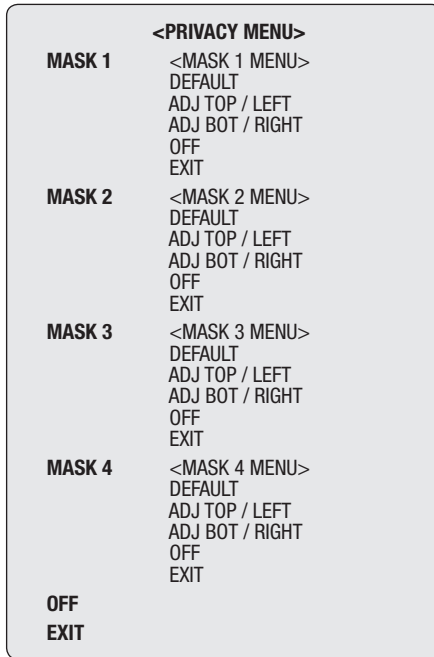 <PRIVACY MENU>
MASK 1 <MASK 1 MENU>
DEFAULT
ADJ TOP / LEFT
ADJ BOT / RIGHT
OFF
EXIT
MASK 2 <MASK 2 MENU>
DEFAULT
ADJ TOP / LEFT
ADJ BOT / RIGHT
OFF
EXIT
MASK 3 <MASK 3 MENU>
DEFAULT
ADJ TOP / LEFT
ADJ BOT / RIGHT
OFF
EXIT
MASK 4 <MASK 4 MENU>
DEFAULT
ADJ TOP / LEFT
ADJ BOT / RIGHT
OFF
EXIT
OFF
EXIT